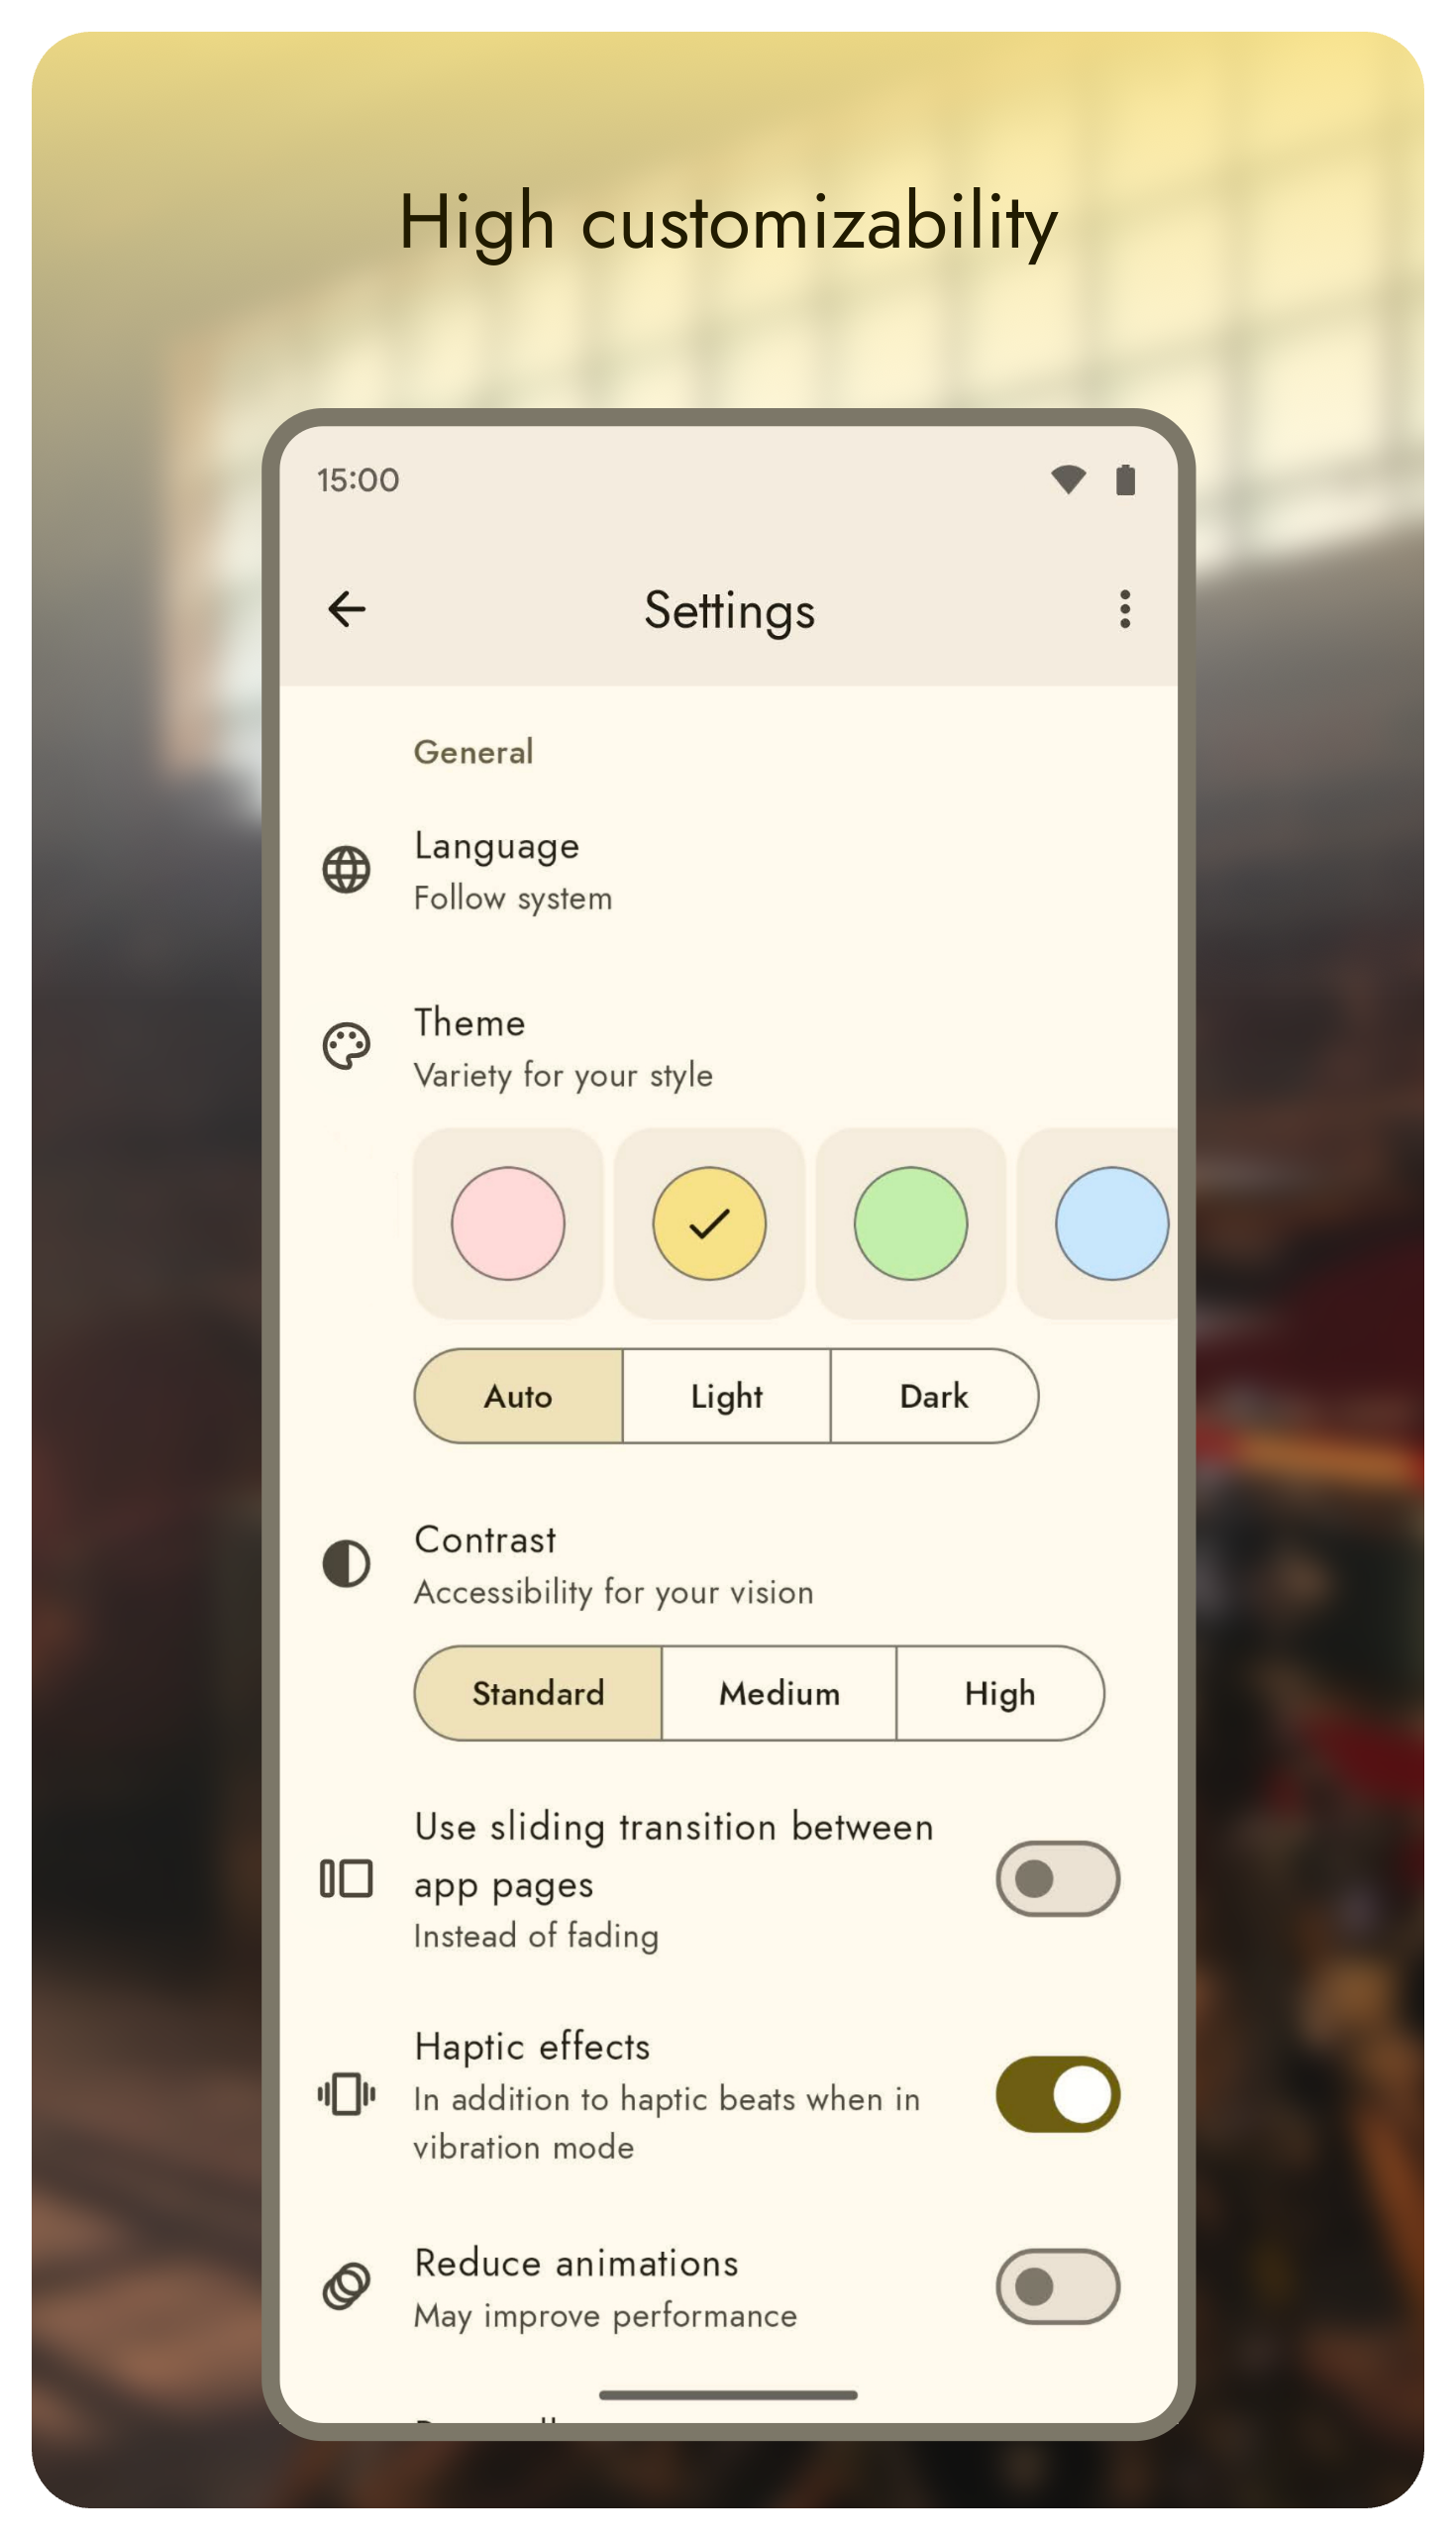 High customizability
15:00
Settings
General
Language
Follow system
Theme
Variety for your style
Auto Light Dark
Contrast
Accessibility for your vision
Standard Medium High
Use sliding transition between
app pages
Instead of fading
Haptic effects
In addition to haptic beats when in
vibration mode
Reduce animations
May improve performance